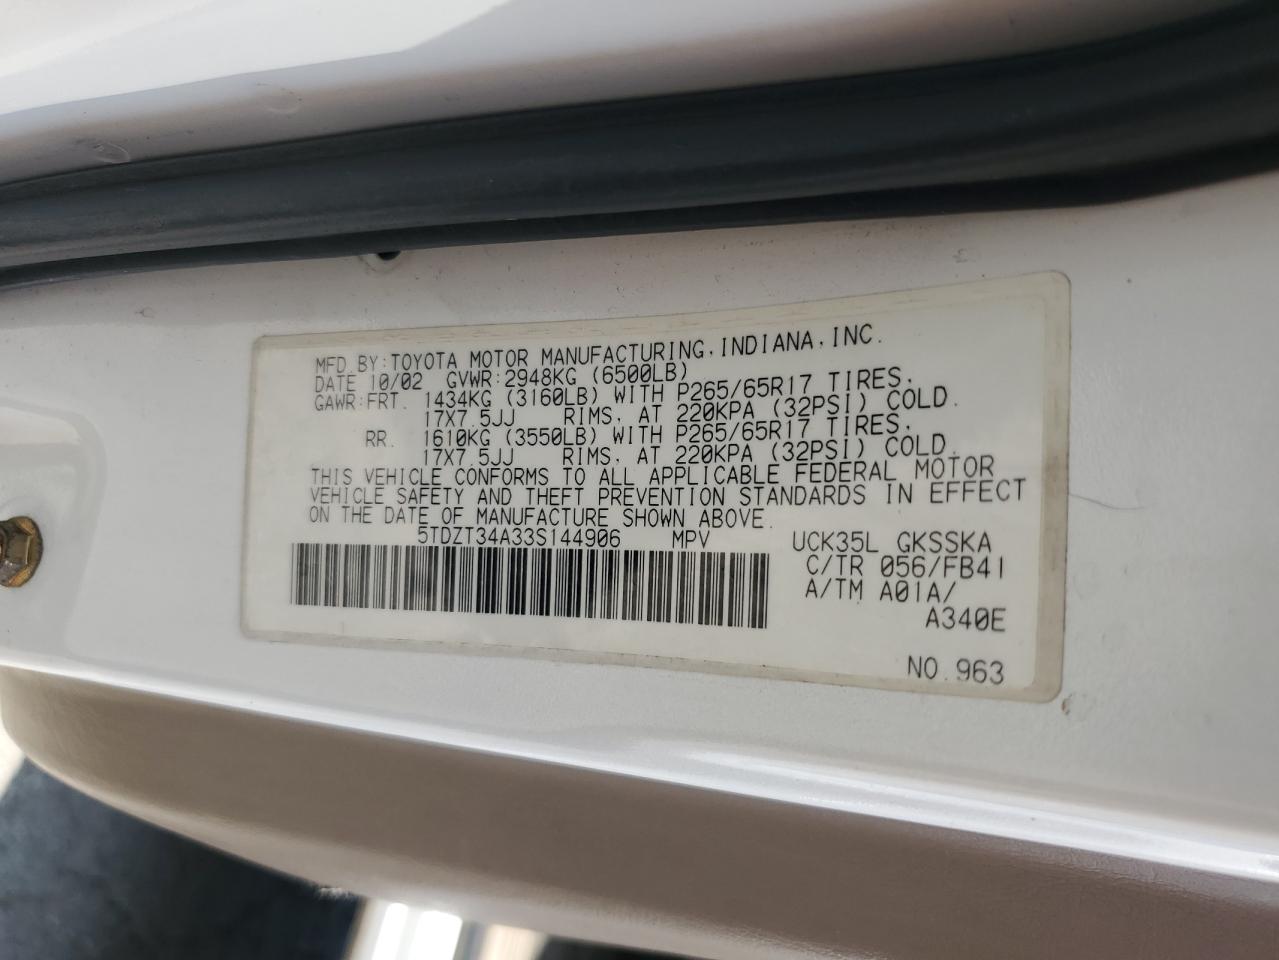 MFD BY:TOYOTA MOTOR MANUFACTURING,INDIANA,INC.
DATE 10/02 GVWR:2948KG (6500LB)
GAWR:FRT. 1434KG (3160LB) WITH P265/65R17 TIRES.
17X7.5JJ RIMS, AT 220KPA (32PSI) COLD.
RR. 1610KG (3550LB) WITH P265/65R17 TIRES.
17X7.5JJ RIMS, AT 220KPA (32PSI) COLD.
THIS VEHICLE CONFORMS TO ALL APPLICABLE FEDERAL MOTOR
VEHICLE SAFETY AND THEFT PREVENTION STANDARDS IN EFFECT
ON THE DATE OF MANUFACTURE SHOWN ABOVE.
5TDZT34A33S144906 MPV UCK35L GKSSKA
C/TR 056/FB41
A/TM A01A/
A340E
NO.963